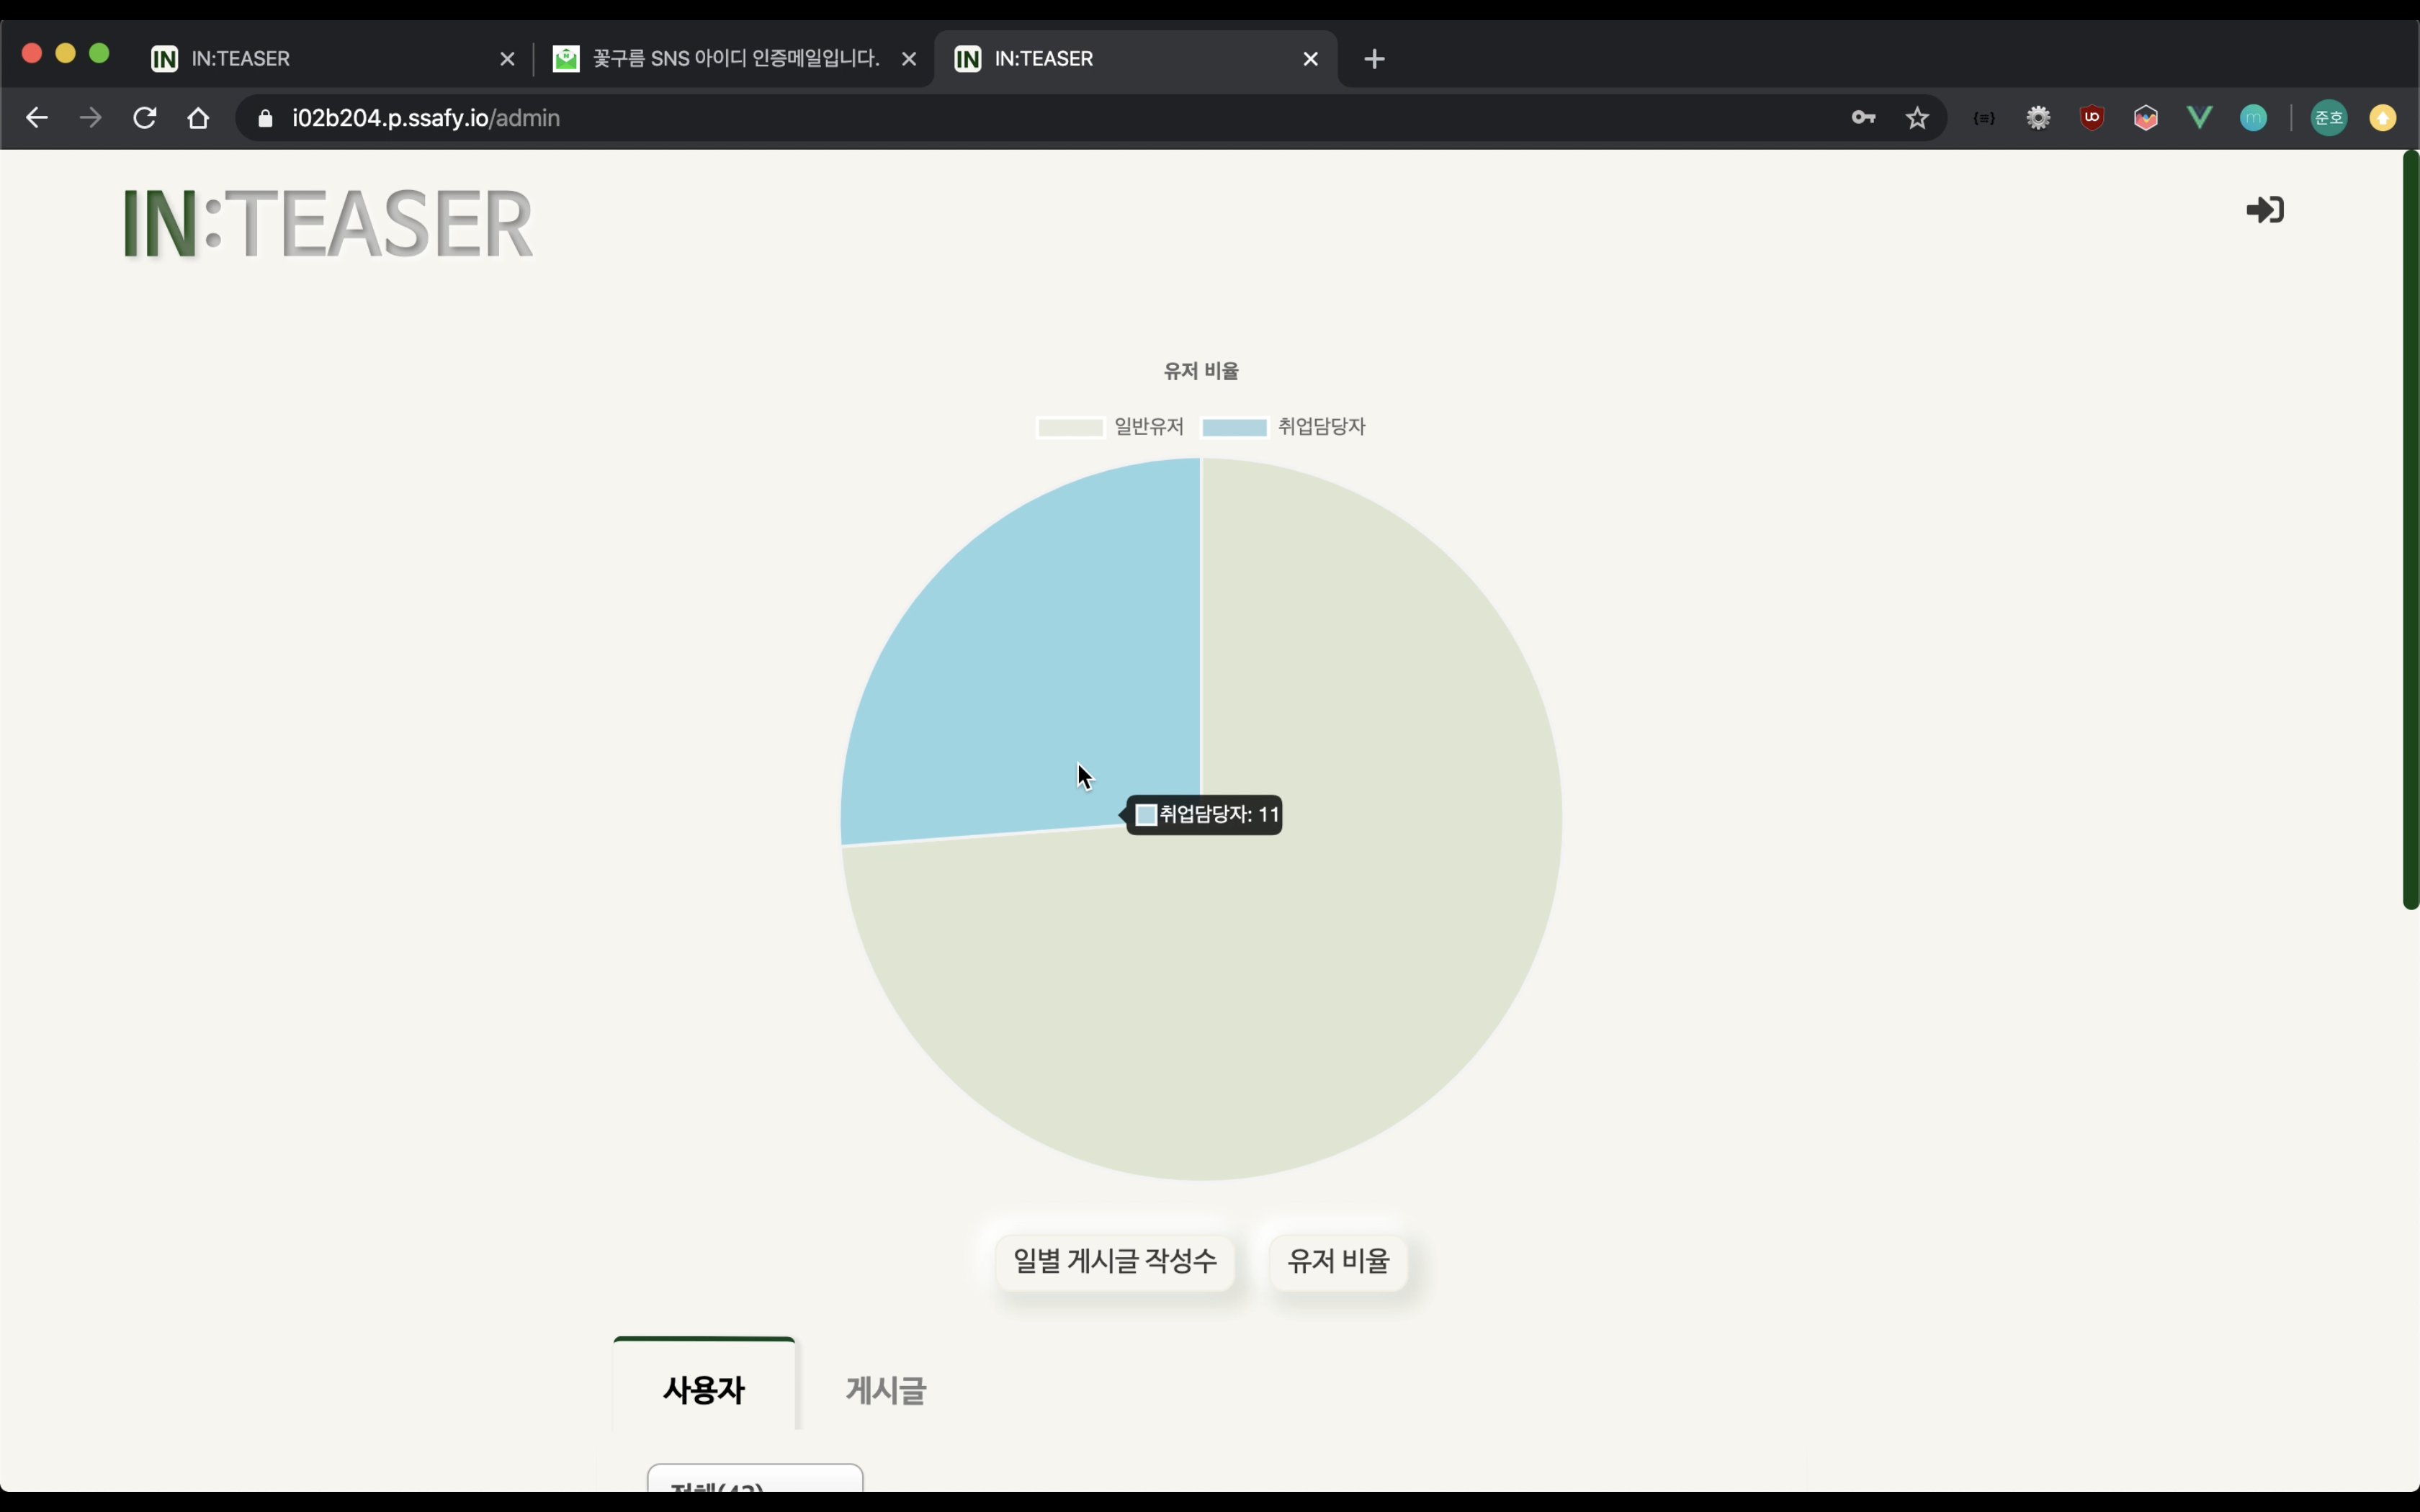 IN:TEASER
꽃구름 SNS 아이디 인증메일입니다.
IN:TEASER
i02b204.p.ssafy.io/admin
준호
IN:TEASER
유저 비율
일반유저 취업담당자
취업담당자: 11
일별 게시글 작성수 유저 비율
사용자 게시글
전체(42)